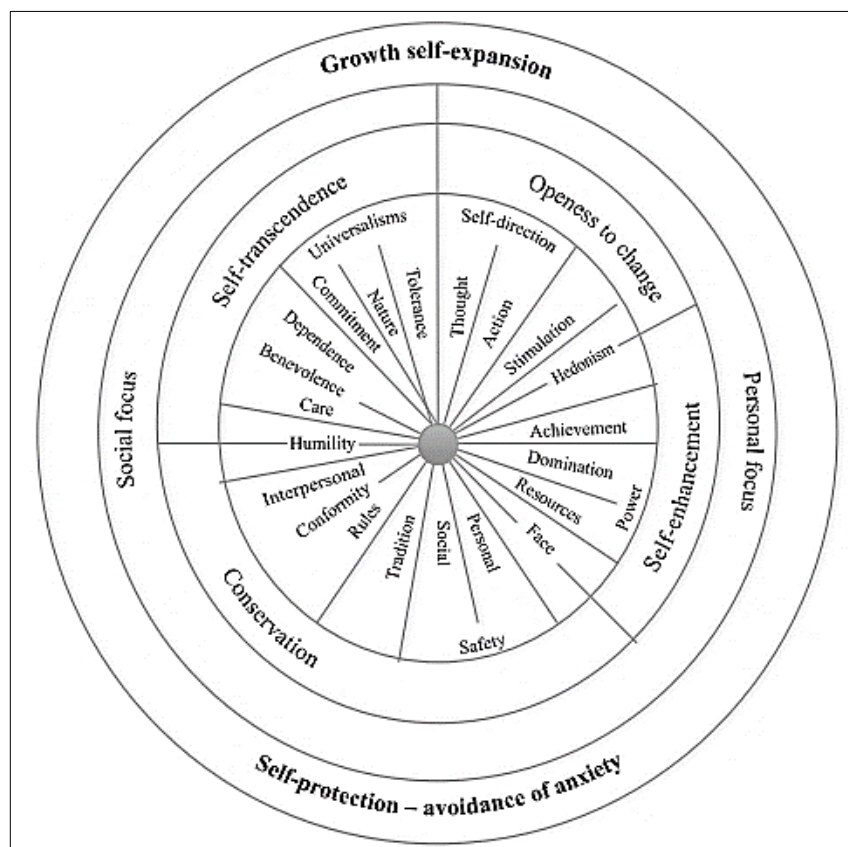 Growth self-expansion
Self-transcendence
Openess to change
Social focus
Personal focus
Self-enhancement
Conservation
Self-protection – avoidance of anxiety
Universalisms
Commitment
Nature
Tolerance
Self-direction
Thought
Action
Stimulation
Hedonism
Achievement
Domination
Resources
Power
Face
Personal
Social
Safety
Tradition
Rules
Conformity
Interpersonal
Humility
Care
Benevolence
Dependence